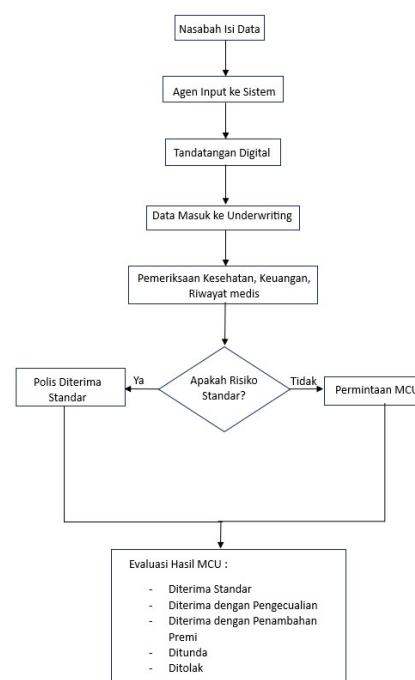 Nasabah Isi Data
Agen Input ke Sistem
Tandatangan Digital
Data Masuk ke Underwriting
Pemeriksaan Kesehatan, Keuangan,
Riwayat medis
Polis Diterima
Standar
Ya
Apakah Risiko
Standar?
Tidak
Permintaan MCU
Evaluasi Hasil MCU :
- Diterima Standar
- Diterima dengan Pengecualian
- Diterima dengan Penambahan
Premi
- Ditunda
- Ditolak